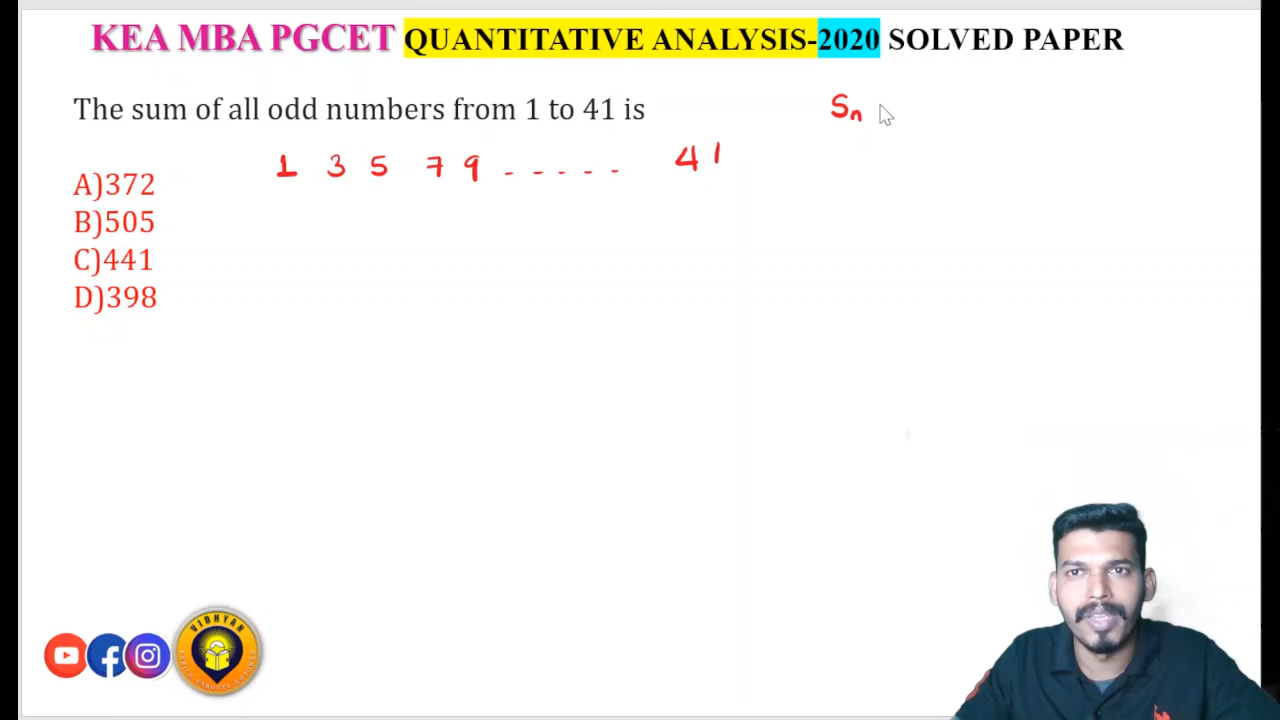 KEA MBA PGCET QUANTITATIVE ANALYSIS-2020 SOLVED PAPER
The sum of all odd numbers from 1 to 41 is
Sn
1 3 5 7 9 - - - - - 41
A)372
B)505
C)441
D)398
VIDHYAN